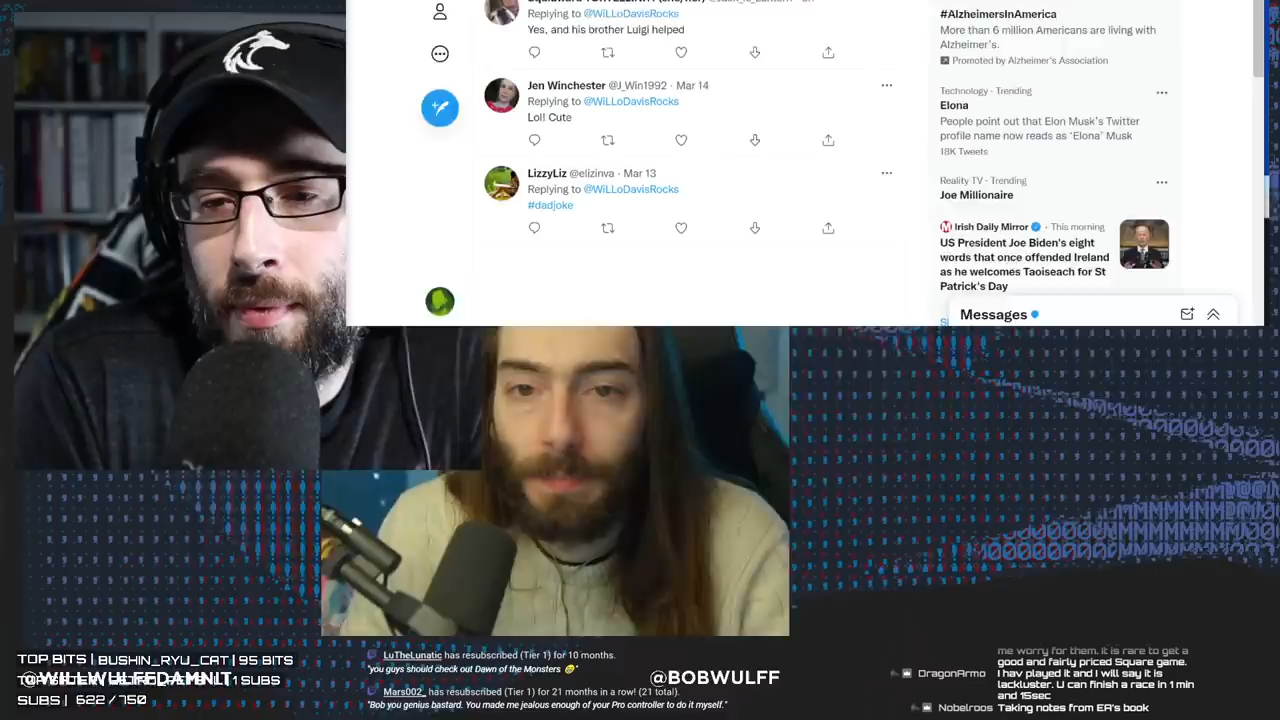 Replying to @WiLLoDavisRocks
Yes, and his brother Luigi helped
Jen Winchester @J_Win1992 · Mar 14
Replying to @WiLLoDavisRocks
Lol! Cute
LizzyLiz @elizinva · Mar 13
Replying to @WiLLoDavisRocks
#dadjoke
#AlzheimersInAmerica
More than 6 million Americans are living with
Alzheimer's.
Promoted by Alzheimer's Association
Technology · Trending
Elona
People point out that Elon Musk's Twitter
profile name now reads as 'Elona' Musk
18K Tweets
Reality TV · Trending
Joe Millionaire
Irish Daily Mirror · This morning
US President Joe Biden's eight
words that once offended Ireland
as he welcomes Taoiseach for St
Patrick's Day
Messages
TOP BITS | BUSHIN_RYU_CAT | 95 BITS
@WILLWULFFDAMNIT
1 SUBS
SUBS | 622 / 750
LuTheLunatic has resubscribed (Tier 1) for 10 months.
"you guys should check out Dawn of the Monsters
Mars002_ has resubscribed (Tier 1) for 21 months in a row! (21 total).
"Bob you genius bastard. You made me jealous enough of your Pro controller to do it myself."
@BOBWULFF
me worry for them. it is rare to get a
good and fairly priced Square game.
DragonArmo I hav played it and I will say it is
lackluster. U can finish a race in 1 min
and 15sec
Nobelroos Taking notes from EA's book